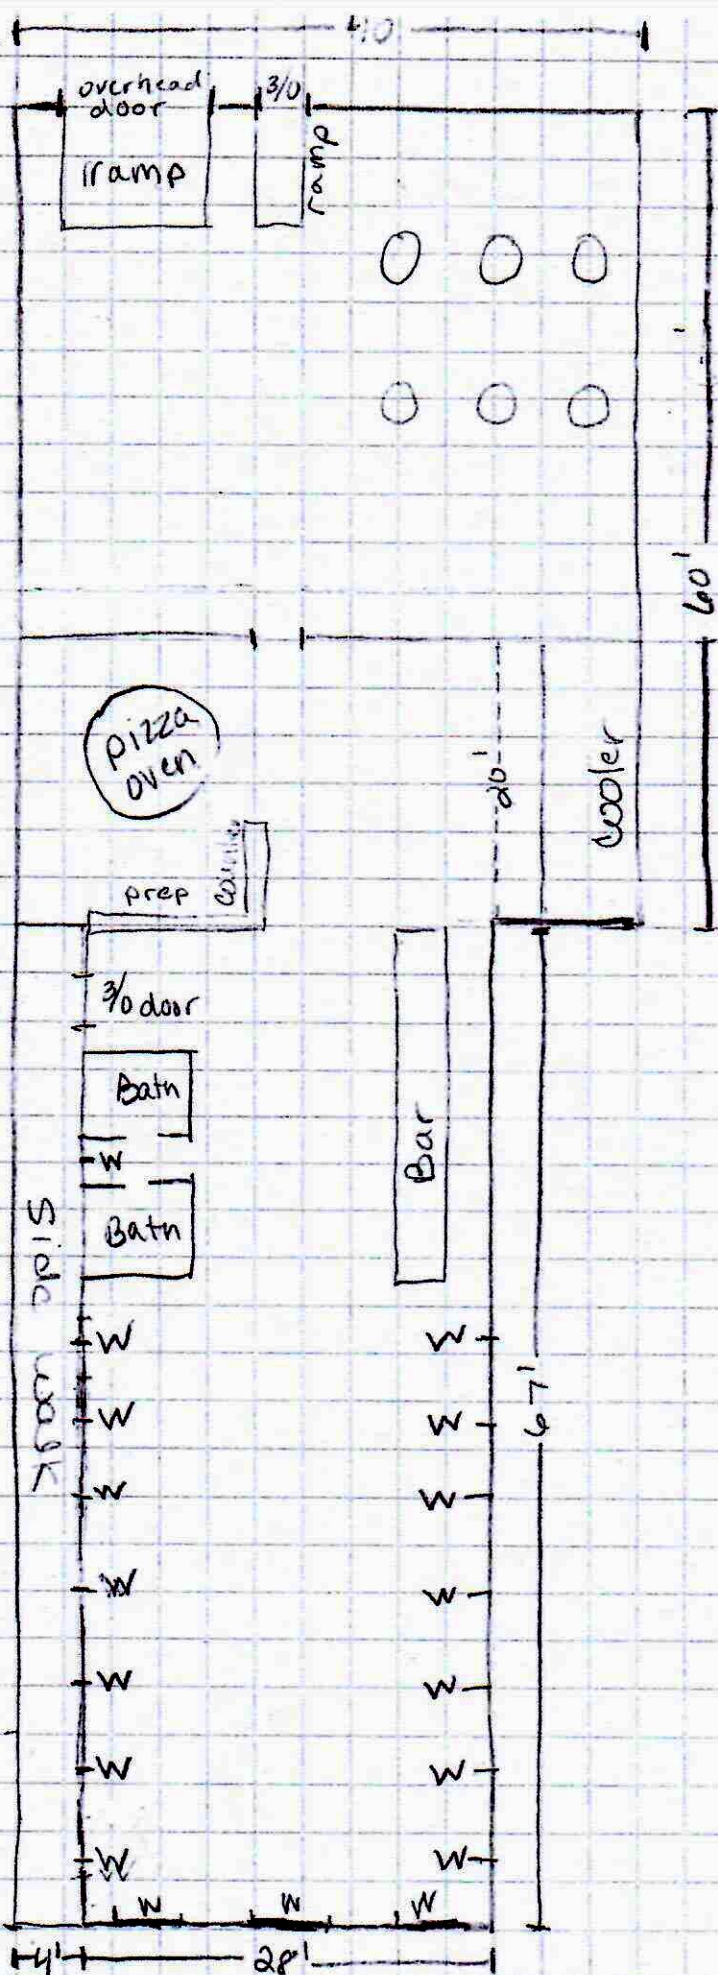 40
overhead
door
3/0
ramp
ramp
60'
pizza
oven
20'
cooler
counter
prep
3/0 door
Bath
W
Bar
Bath
Side walk
W
W
W
W
W
W
W
W
W
W
W
W
W
W
67'
W
W
W
4'
28'